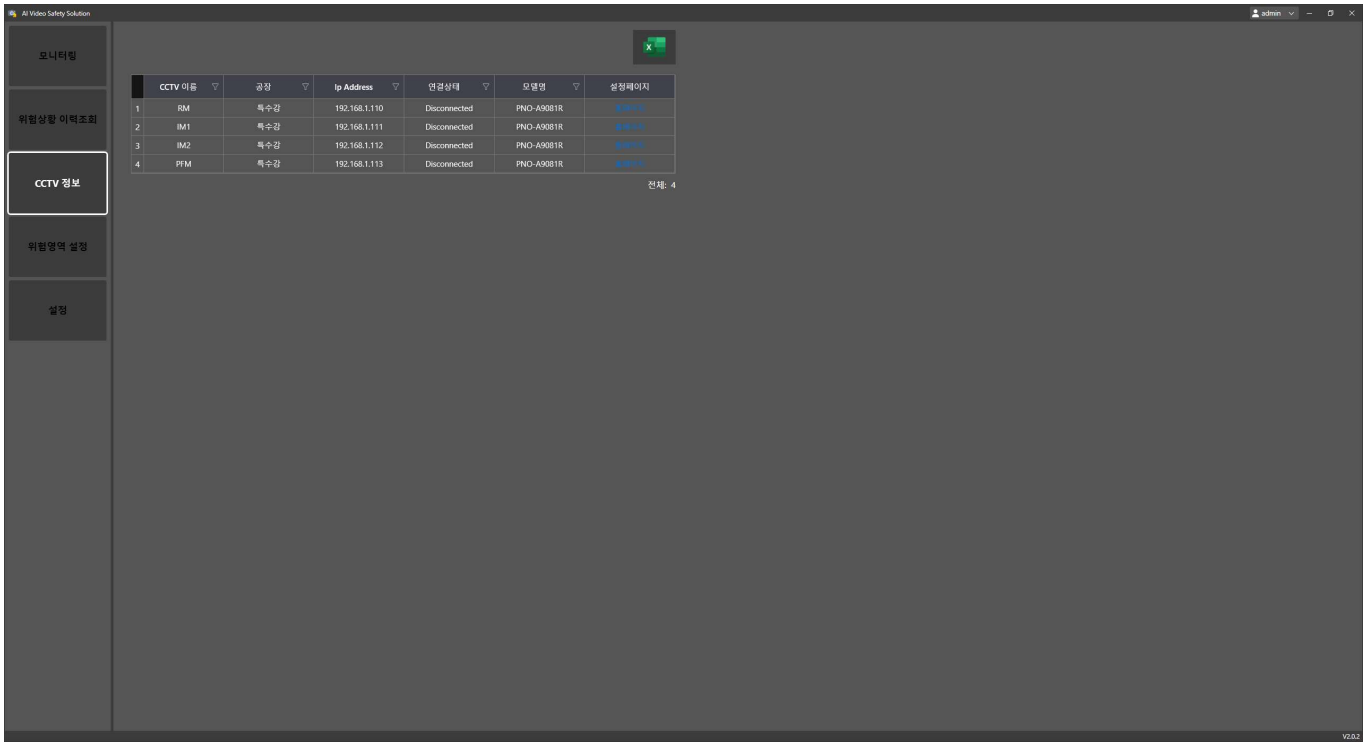 AI Video Safety Solution
admin
모니터링
위험상황 이력조회
CCTV 정보
위험영역 설정
설정
CCTV 이름 공장 Ip Address 연결상태 모델명 설정페이지
1 RM 특수강 192.168.1.110 Disconnected PNO-A9081R
2 IM1 특수강 192.168.1.111 Disconnected PNO-A9081R
3 IM2 특수강 192.168.1.112 Disconnected PNO-A9081R
4 PFM 특수강 192.168.1.113 Disconnected PNO-A9081R
전체: 4
V2.0.2